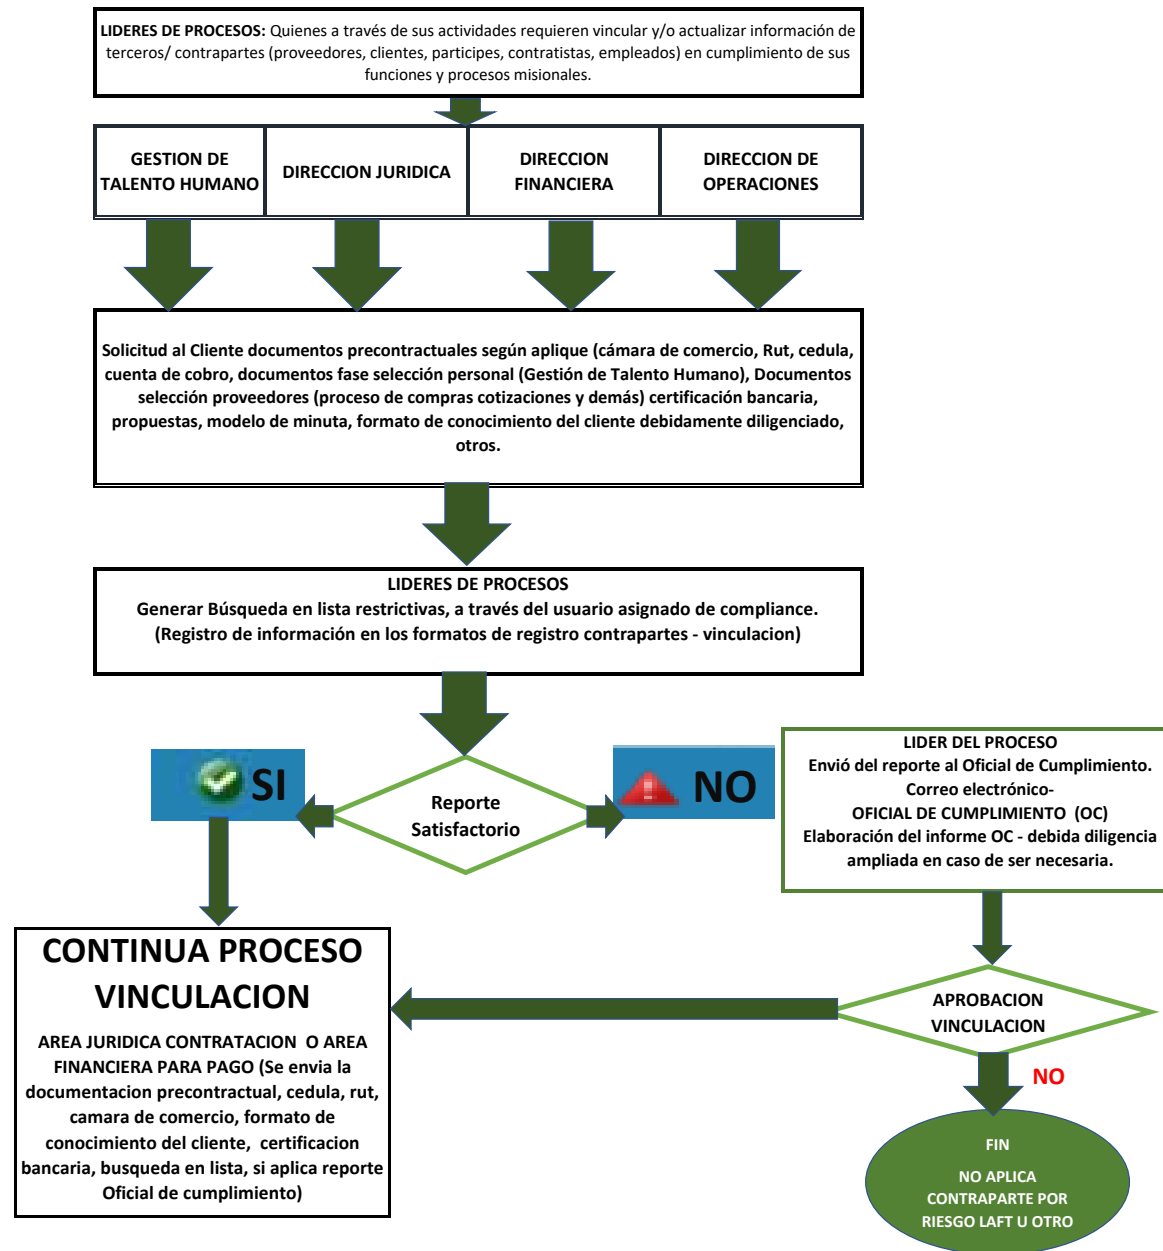 LIDERES DE PROCESOS: Quienes a través de sus actividades requieren vincular y/o actualizar información de
terceros/ contrapartes (proveedores, clientes, participes, contratistas, empleados) en cumplimiento de sus
funciones y procesos misionales.
GESTION DE
TALENTO HUMANO
DIRECCION JURIDICA
DIRECCION
FINANCIERA
DIRECCION DE
OPERACIONES
Solicitud al Cliente documentos precontractuales según aplique (cámara de comercio, Rut, cedula,
cuenta de cobro, documentos fase selección personal (Gestión de Talento Humano), Documentos
selección proveedores (proceso de compras cotizaciones y demás) certificación bancaria,
propuestas, modelo de minuta, formato de conocimiento del cliente debidamente diligenciado,
otros.
LIDERES DE PROCESOS
Generar Búsqueda en lista restrictivas, a través del usuario asignado de compliance.
(Registro de información en los formatos de registro contrapartes - vinculacion)
SI
Reporte
Satisfactorio
NO
LIDER DEL PROCESO
Envió del reporte al Oficial de Cumplimiento.
Correo electrónico-
OFICIAL DE CUMPLIMIENTO (OC)
Elaboración del informe OC - debida diligencia
ampliada en caso de ser necesaria.
CONTINUA PROCESO
VINCULACION
AREA JURIDICA CONTRATACION O AREA
FINANCIERA PARA PAGO (Se envia la
documentacion precontractual, cedula, rut,
camara de comercio, formato de
conocimiento del cliente, certificacion
bancaria, busqueda en lista, si aplica reporte
Oficial de cumplimiento)
APROBACION
VINCULACION
NO
FIN
NO APLICA
CONTRAPARTE POR
RIESGO LAFT U OTRO